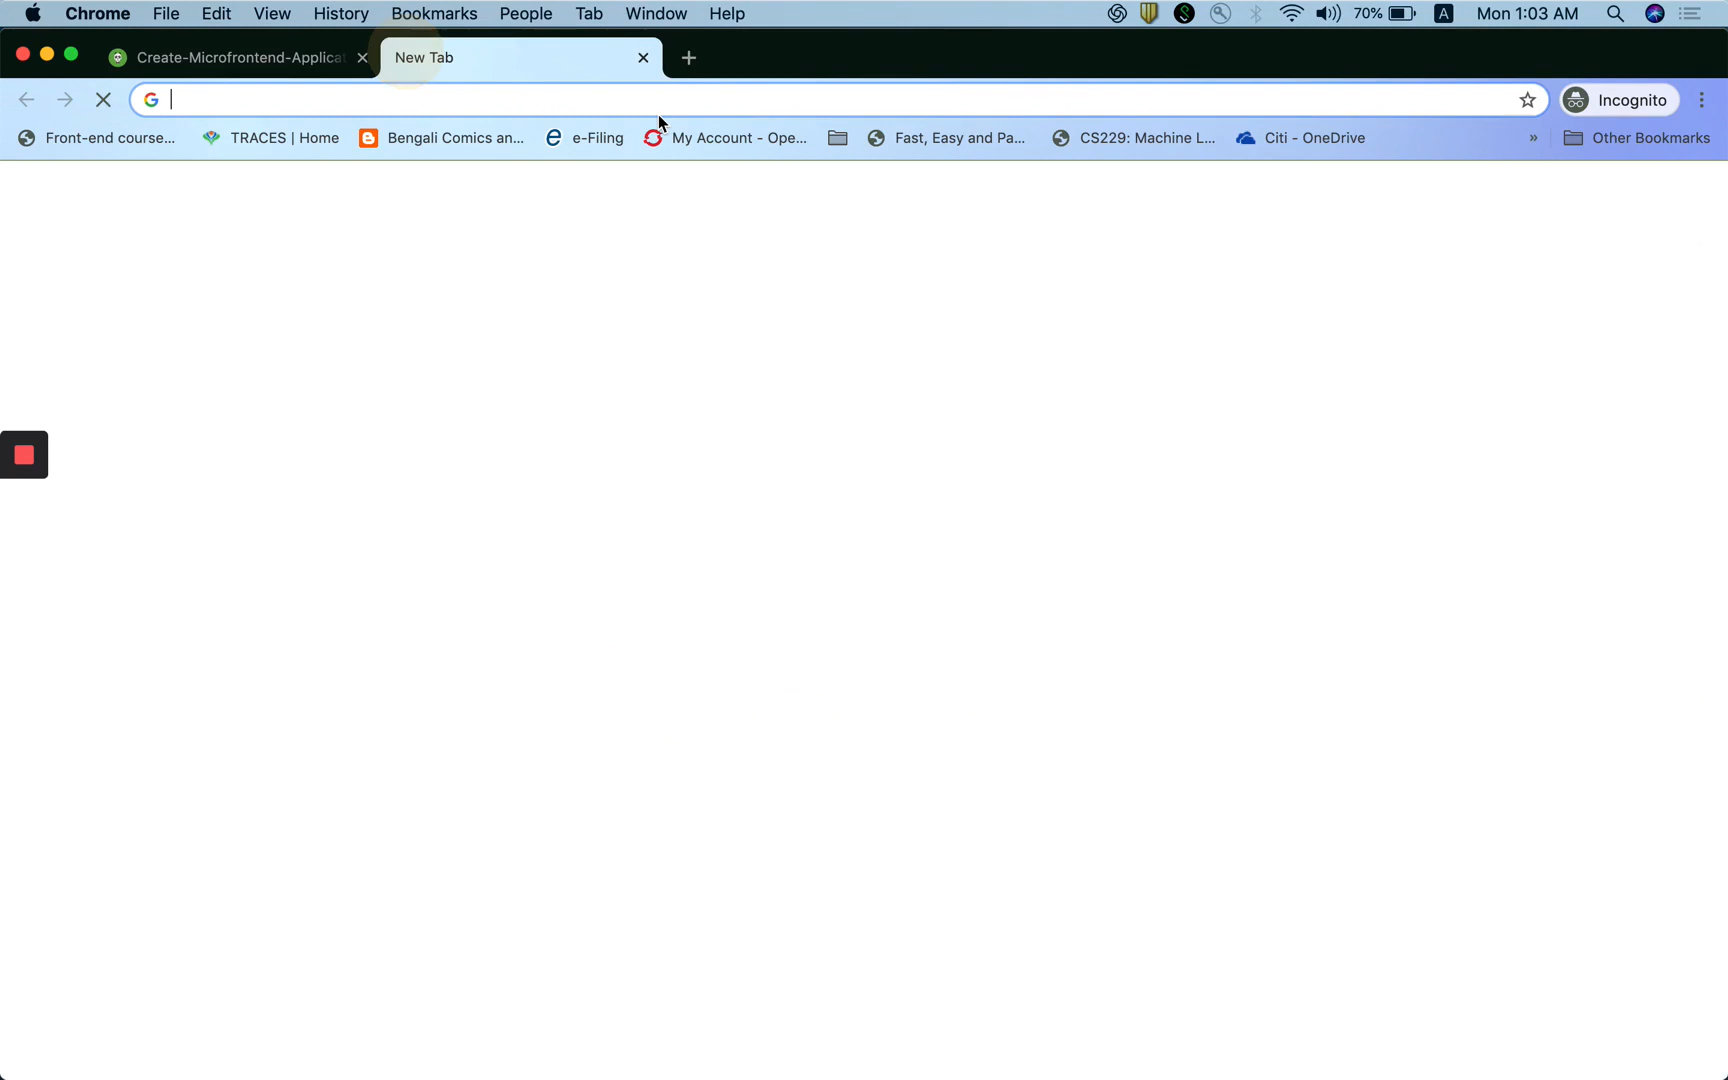 Chrome File Edit View History Bookmarks People Tab Window Help 70% A Mon 1:03 AM
Create-Microfrontend-Applica New Tab
Incognito
Front-end course... TRACES | Home Bengali Comics an... e-Filing My Account - Ope... Fast, Easy and Pa... CS229: Machine L... Citi - OneDrive » Other Bookmarks